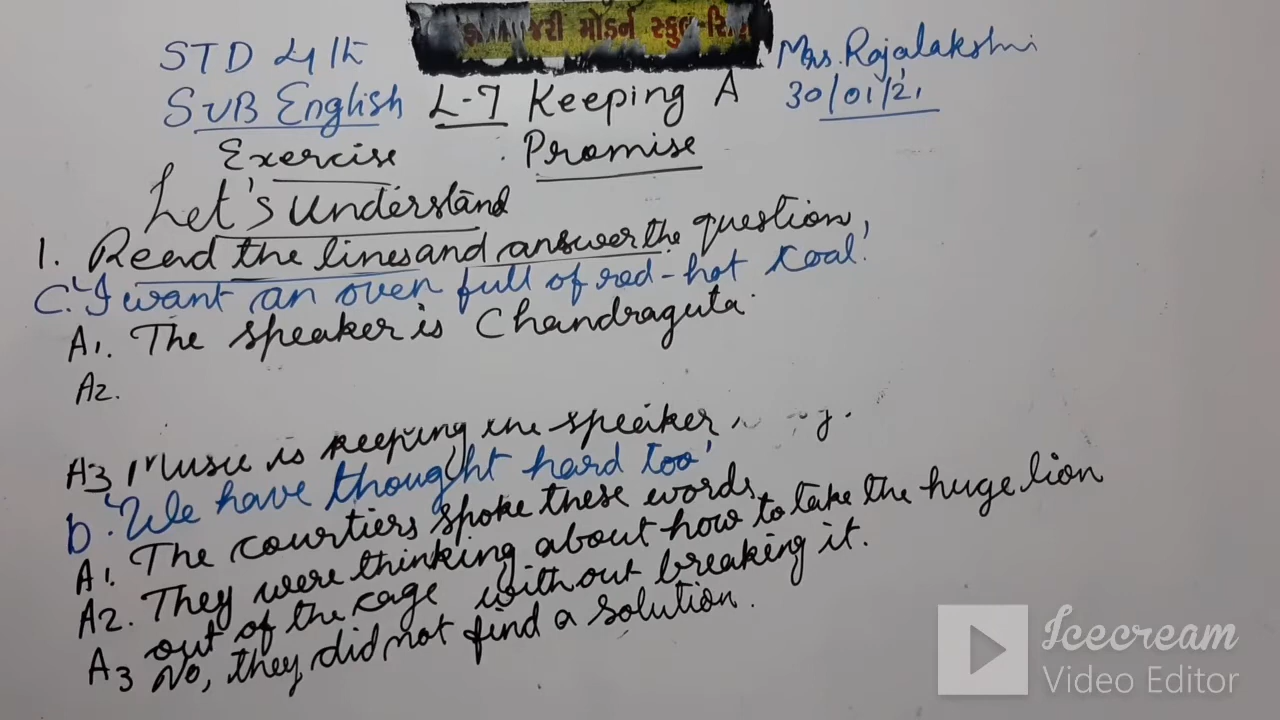 જરી મોડર્ન સ્કુલ-
STD 4th
Mrs. Rajalakshmi
SUB English L-7 Keeping A
30/01/21
Exercise Promise
Let's Understand
1. Read the lines and answer the question,
C. 'I want an oven full of red-hot coal!'
A1. The speaker is Chandraguta.
A2.
A3 Music is keeping the speaker
D. 'We have thought hard too'
A1 The courtiers spoke these words.
A2. They were thinking about how to take the huge lion
out of the cage without breaking it.
A3 No, they did not find a solution.
Icecream
Video Editor